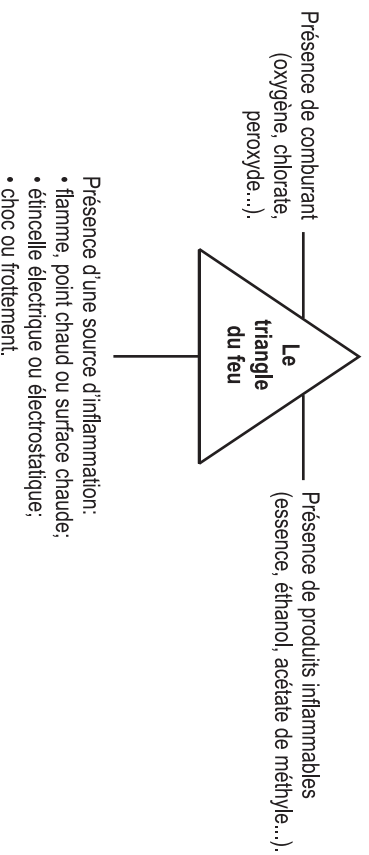 Présence de comburant
(oxygène, chlorate,
peroxyde...).
Le
triangle
du feu
Présence de produits inflammables
(essence, éthanol, acétate de méthyle...).
Présence d'une source d'inflammation:
• flamme, point chaud ou surface chaude;
• étincelle électrique ou électrostatique;
• choc ou frottement.